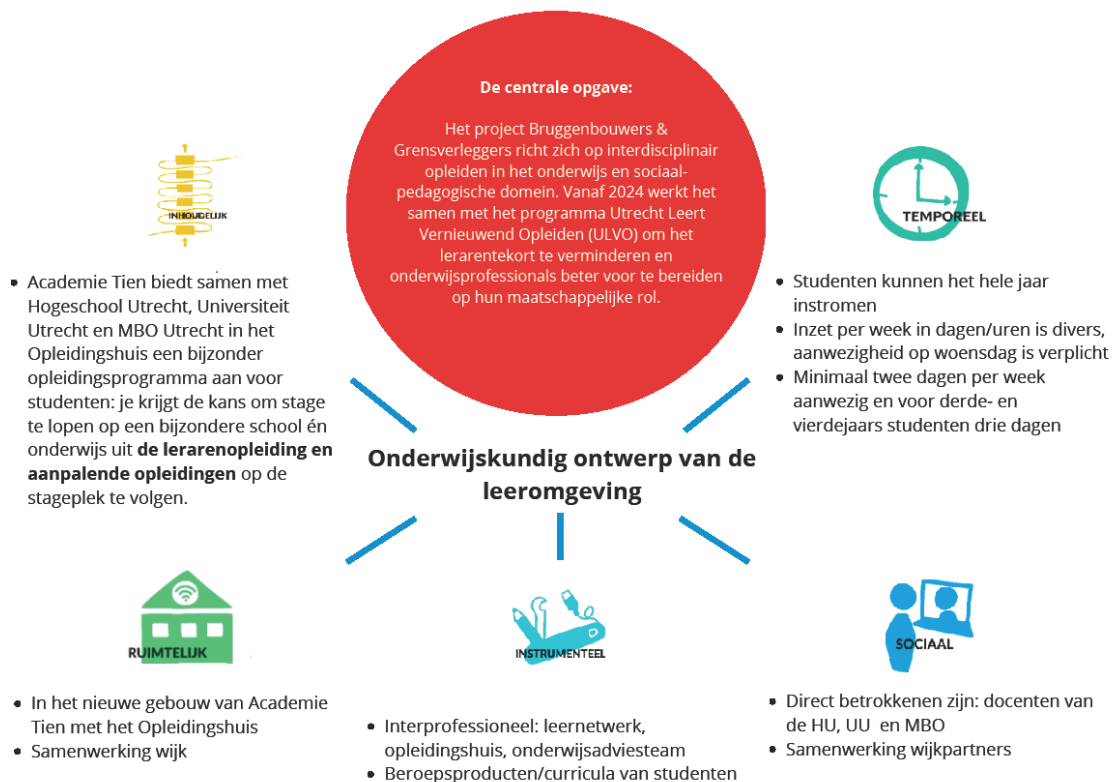 De centrale opgave:
Het project Bruggenbouwers &
Grensverleggers richt zich op interdisciplinair
opleiden in het onderwijs en sociaal-
pedagogische domein. Vanaf 2024 werkt het
samen met het programma Utrecht Leert
Vernieuwend Opleiden (ULVO) om het
lerarentekort te verminderen en
onderwijsprofessionals beter voor te bereiden
op hun maatschappelijke rol.
INHOUDELIJK
• Academie Tien biedt samen met
Hogeschool Utrecht, Universiteit
Utrecht en MBO Utrecht in het
Opleidingshuis een bijzonder
opleidingsprogramma aan voor
studenten: je krijgt de kans om stage
te lopen op een bijzondere school én
onderwijs uit de lerarenopleiding en
aanpalende opleidingen op de
stageplek te volgen.
TEMPOREEL
• Studenten kunnen het hele jaar
instromen
• Inzet per week in dagen/uren is divers,
aanwezigheid op woensdag is verplicht
• Minimaal twee dagen per week
aanwezig en voor derde- en
vierdejaars studenten drie dagen
Onderwijskundig ontwerp van de
leeromgeving
RUIMTELIJK
• In het nieuwe gebouw van Academie
Tien met het Opleidingshuis
• Samenwerking wijk
INSTRUMENTEEL
• Interprofessioneel: leernetwerk,
opleidingshuis, onderwijsadviesteam
• Beroepsproducten/curricula van studenten
SOCIAAL
• Direct betrokkenen zijn: docenten van
de HU, UU en MBO
• Samenwerking wijkpartners